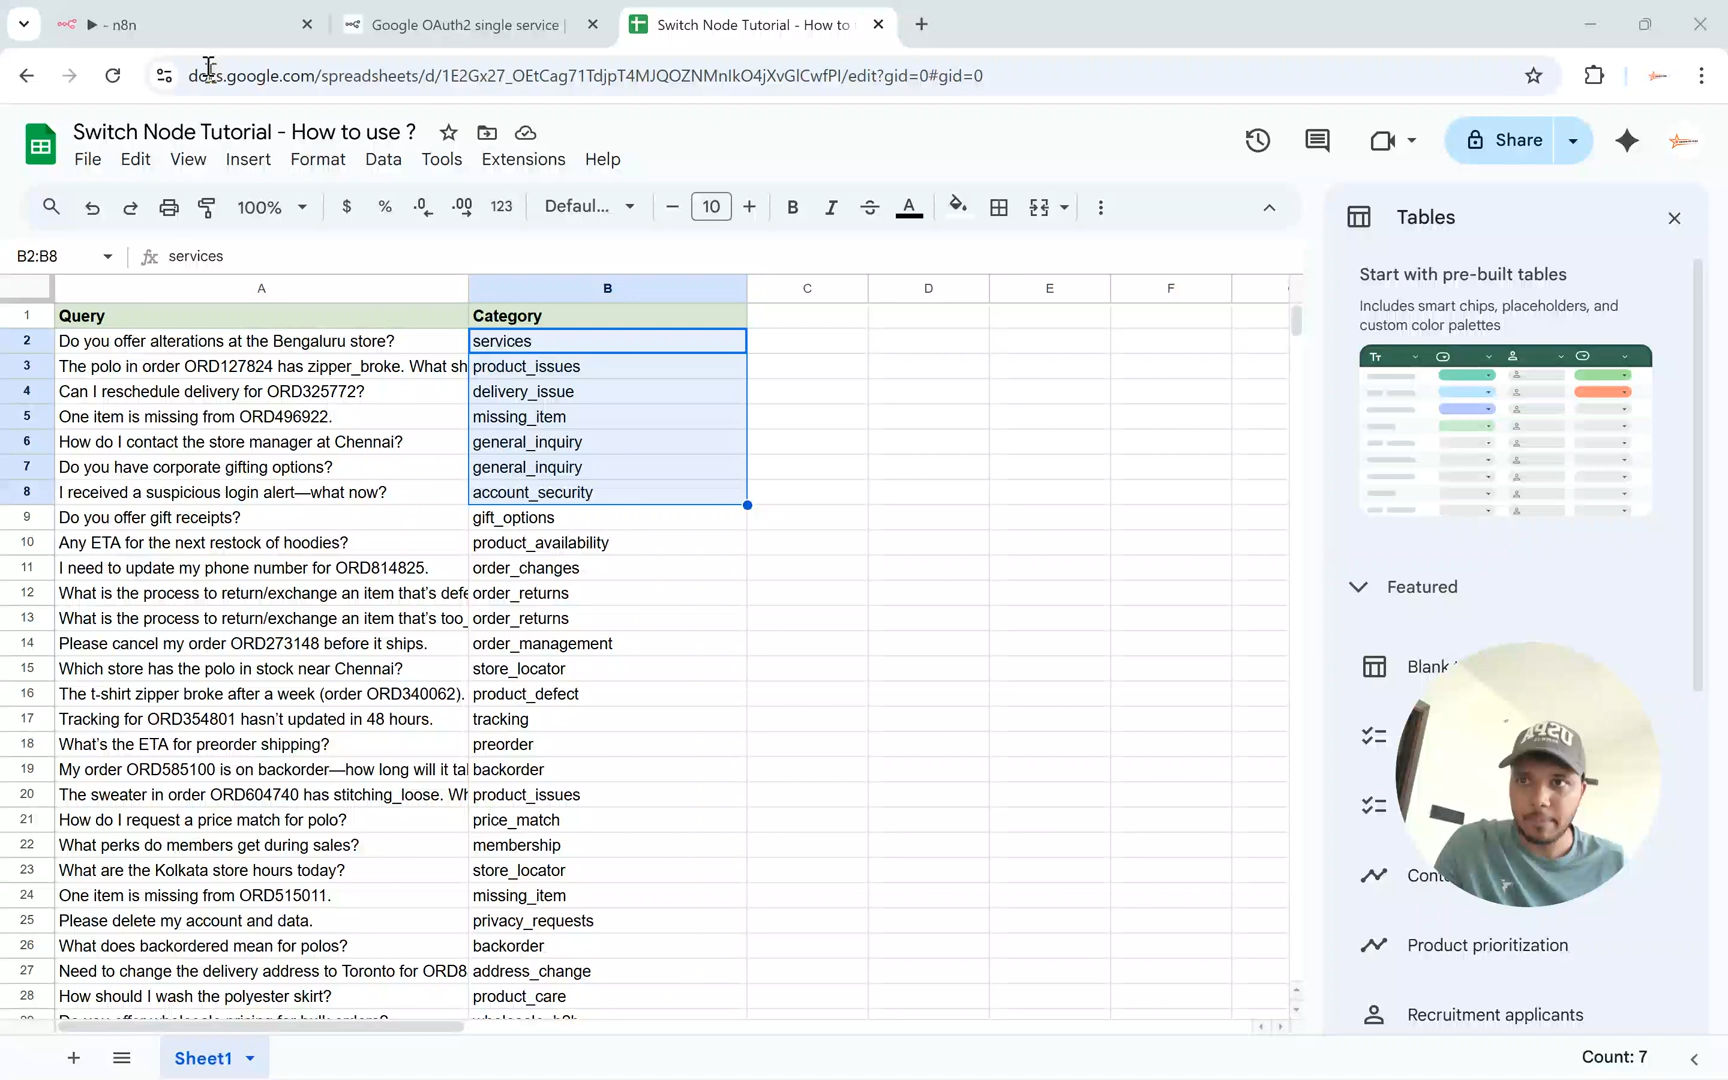 ▶ - n8n
Google OAuth2 single service |
Switch Node Tutorial - How to
docs.google.com/spreadsheets/d/1E2Gx27_OEtCag71TdjpT4MJQOZNMnIkO4jXvGlCwfPI/edit?gid=0#gid=0
Switch Node Tutorial - How to use ?
File Edit View Insert Format Data Tools Extensions Help
Share
100% $ % .0 .00 123 Defaul... − 10 + B I S A
Tables
B2:B8 fx services
Start with pre-built tables
Includes smart chips, placeholders, and
custom color palettes
Tт
A B C D E F
1 Query Category
2 Do you offer alterations at the Bengaluru store? services
3 The polo in order ORD127824 has zipper_broke. What sh product_issues
4 Can I reschedule delivery for ORD325772? delivery_issue
5 One item is missing from ORD496922. missing_item
6 How do I contact the store manager at Chennai? general_inquiry
7 Do you have corporate gifting options? general_inquiry
8 I received a suspicious login alert—what now? account_security
9 Do you offer gift receipts? gift_options
10 Any ETA for the next restock of hoodies? product_availability
11 I need to update my phone number for ORD814825. order_changes
12 What is the process to return/exchange an item that's defe order_returns
13 What is the process to return/exchange an item that's too_ order_returns
14 Please cancel my order ORD273148 before it ships. order_management
15 Which store has the polo in stock near Chennai? store_locator
16 The t-shirt zipper broke after a week (order ORD340062). product_defect
17 Tracking for ORD354801 hasn't updated in 48 hours. tracking
18 What's the ETA for preorder shipping? preorder
19 My order ORD585100 is on backorder—how long will it tal backorder
20 The sweater in order ORD604740 has stitching_loose. Wh product_issues
21 How do I request a price match for polo? price_match
22 What perks do members get during sales? membership
23 What are the Kolkata store hours today? store_locator
24 One item is missing from ORD515011. missing_item
25 Please delete my account and data. privacy_requests
26 What does backordered mean for polos? backorder
27 Need to change the delivery address to Toronto for ORD8 address_change
28 How should I wash the polyester skirt? product_care
Featured
Blank
Cont
Product prioritization
Recruitment applicants
Sheet1
Count: 7